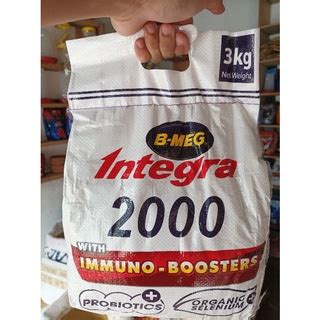 3kg
Net Weight
B-MEG
Integra
2000
WITH
IMMUNO-BOOSTERS
PROBIOTICS +
ORGANIC
SELENIUM